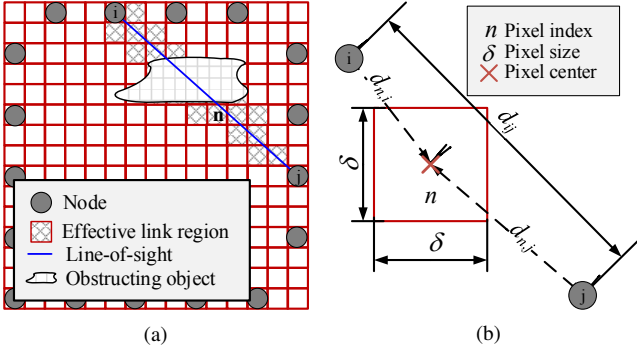 i
n
j
Node
Effective link region
Line-of-sight
Obstructing object
(a)
i
n Pixel index
δ Pixel size
Pixel center
d_{n,i}
d_{ij}
δ
n
d_{n,j}
δ
j
(b)